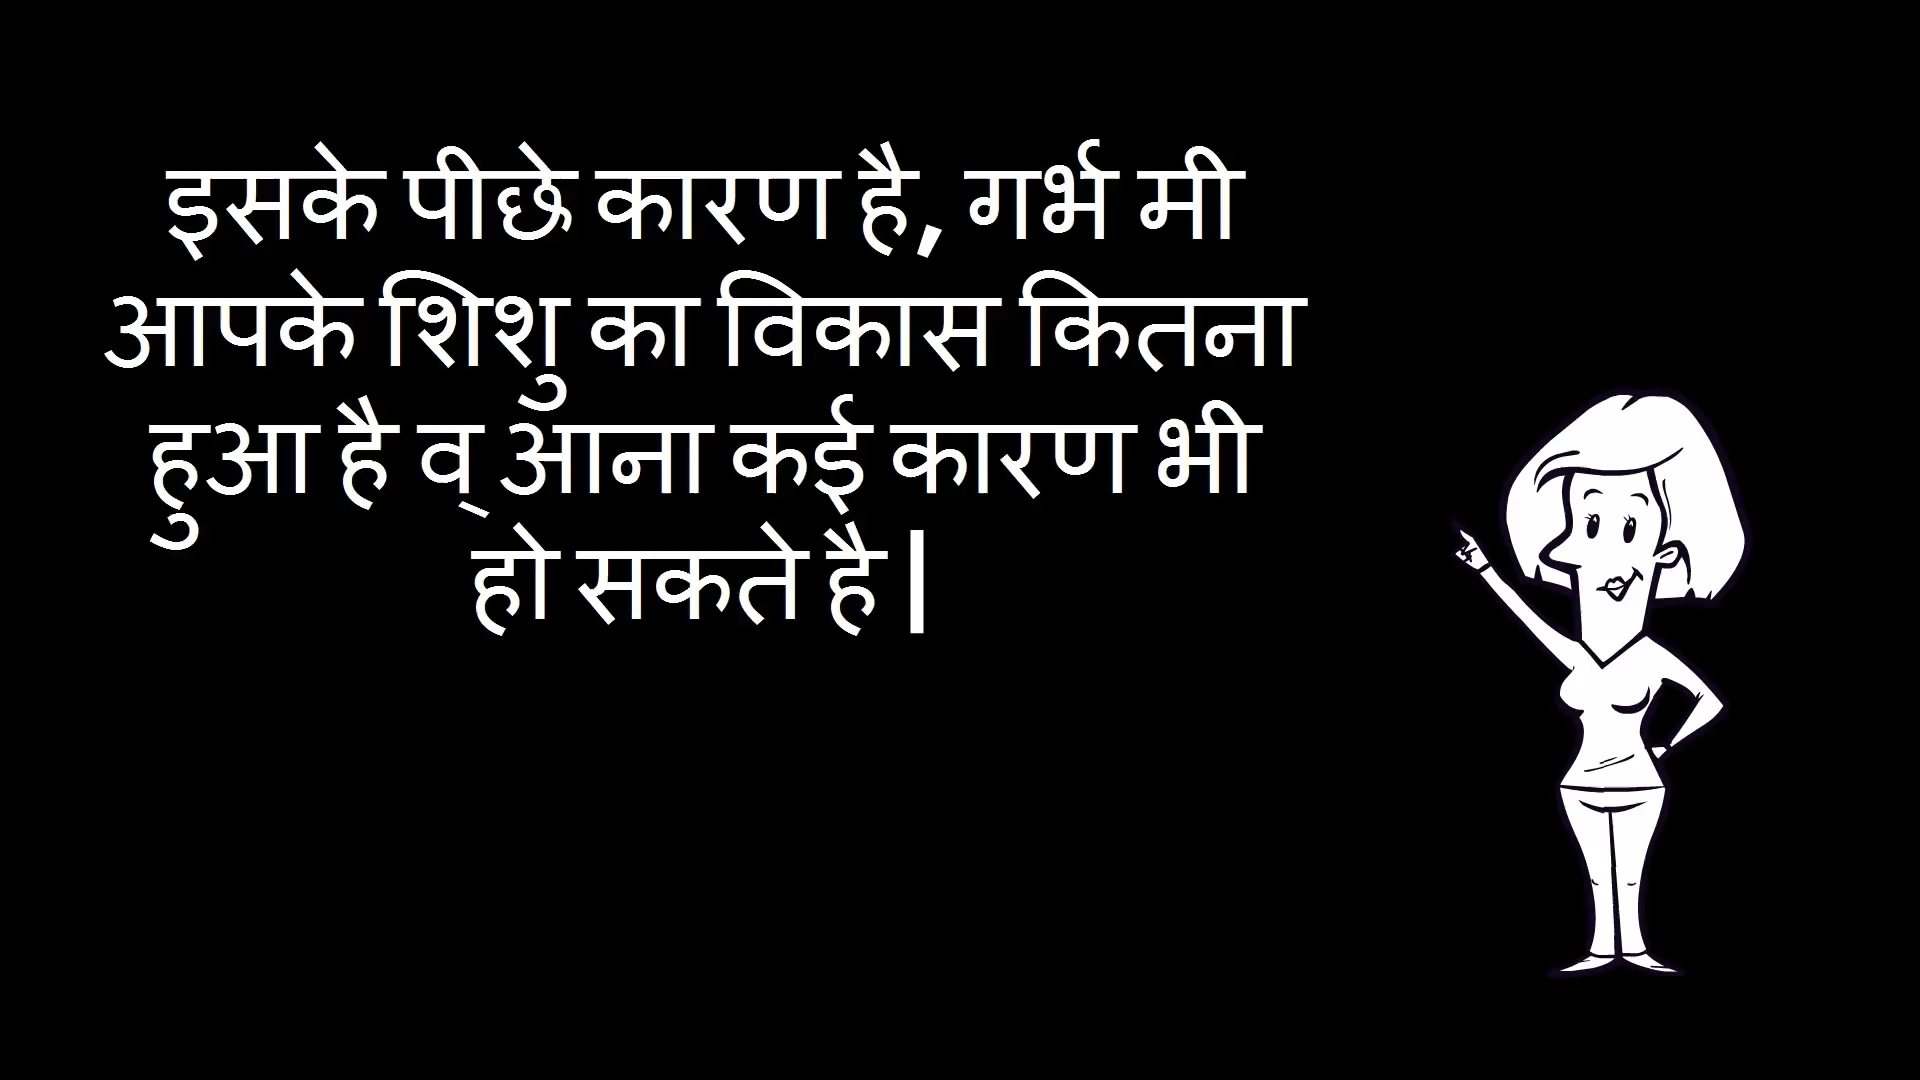 इसके पीछे कारण है, गर्भ मी
आपके शिशु का विकास कितना
हुआ है व् आना कई कारण भी
हो सकते है|